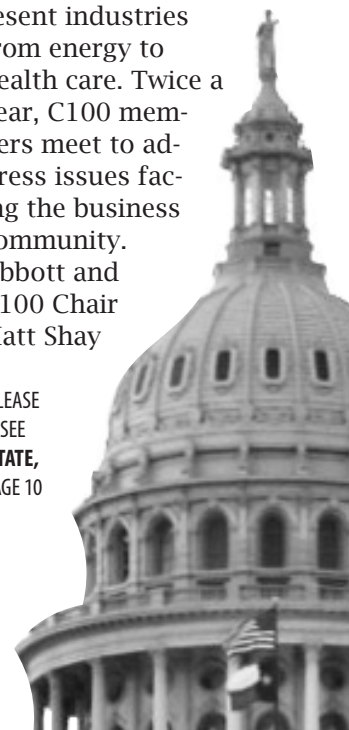 esent industries
rom energy to
ealth care. Twice a
ear, C100 mem-
ers meet to ad-
ress issues fac-
ng the business
ommunity.
bbott and
100 Chair
att Shay
LEASE
SEE
TATE,
AGE 10